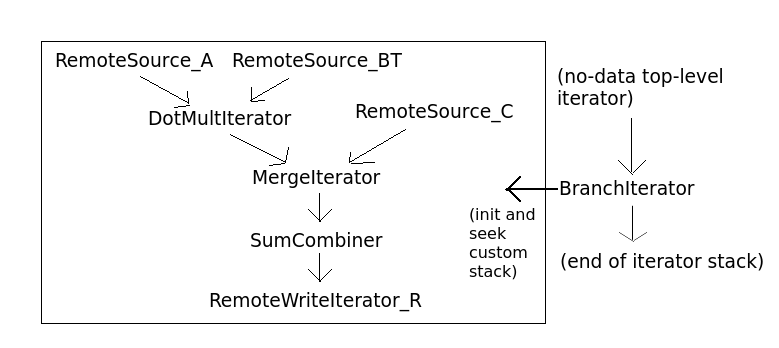 RemoteSource_A
RemoteSource_BT
DotMultIterator
RemoteSource_C
MergeIterator
SumCombiner
RemoteWriteIterator_R
(no-data top-level
iterator)
BranchIterator
(init and
seek
custom
stack)
(end of iterator stack)